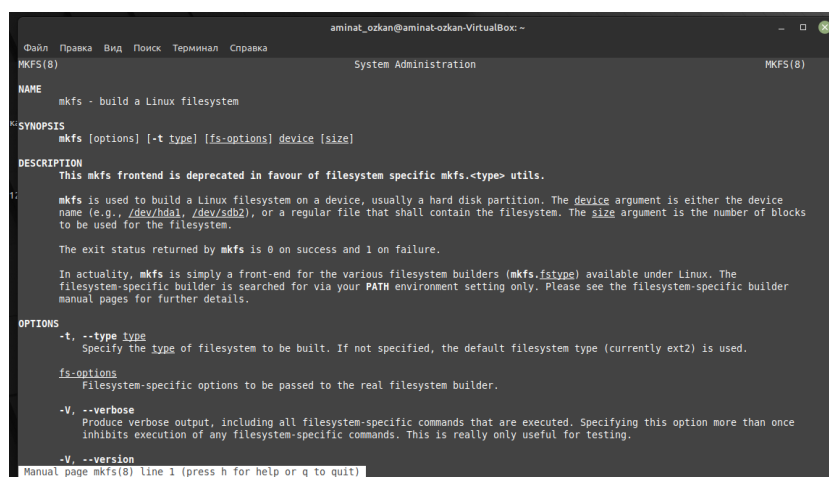 aminat_ozkan@aminat-ozkan-VirtualBox: ~
Файл Правка Вид Поиск Терминал Справка
MKFS(8) System Administration MKFS(8)
NAME
mkfs - build a Linux filesystem
SYNOPSIS
mkfs [options] [-t type] [fs-options] device [size]
DESCRIPTION
This mkfs frontend is deprecated in favour of filesystem specific mkfs.<type> utils.
mkfs is used to build a Linux filesystem on a device, usually a hard disk partition. The device argument is either the device
name (e.g., /dev/hda1, /dev/sdb2), or a regular file that shall contain the filesystem. The size argument is the number of blocks
to be used for the filesystem.
The exit status returned by mkfs is 0 on success and 1 on failure.
In actuality, mkfs is simply a front-end for the various filesystem builders (mkfs.fstype) available under Linux. The
filesystem-specific builder is searched for via your PATH environment setting only. Please see the filesystem-specific builder
manual pages for further details.
OPTIONS
-t, --type type
Specify the type of filesystem to be built. If not specified, the default filesystem type (currently ext2) is used.
fs-options
Filesystem-specific options to be passed to the real filesystem builder.
-V, --verbose
Produce verbose output, including all filesystem-specific commands that are executed. Specifying this option more than once
inhibits execution of any filesystem-specific commands. This is really only useful for testing.
-V, --version
Manual page mkfs(8) line 1 (press h for help or q to quit)